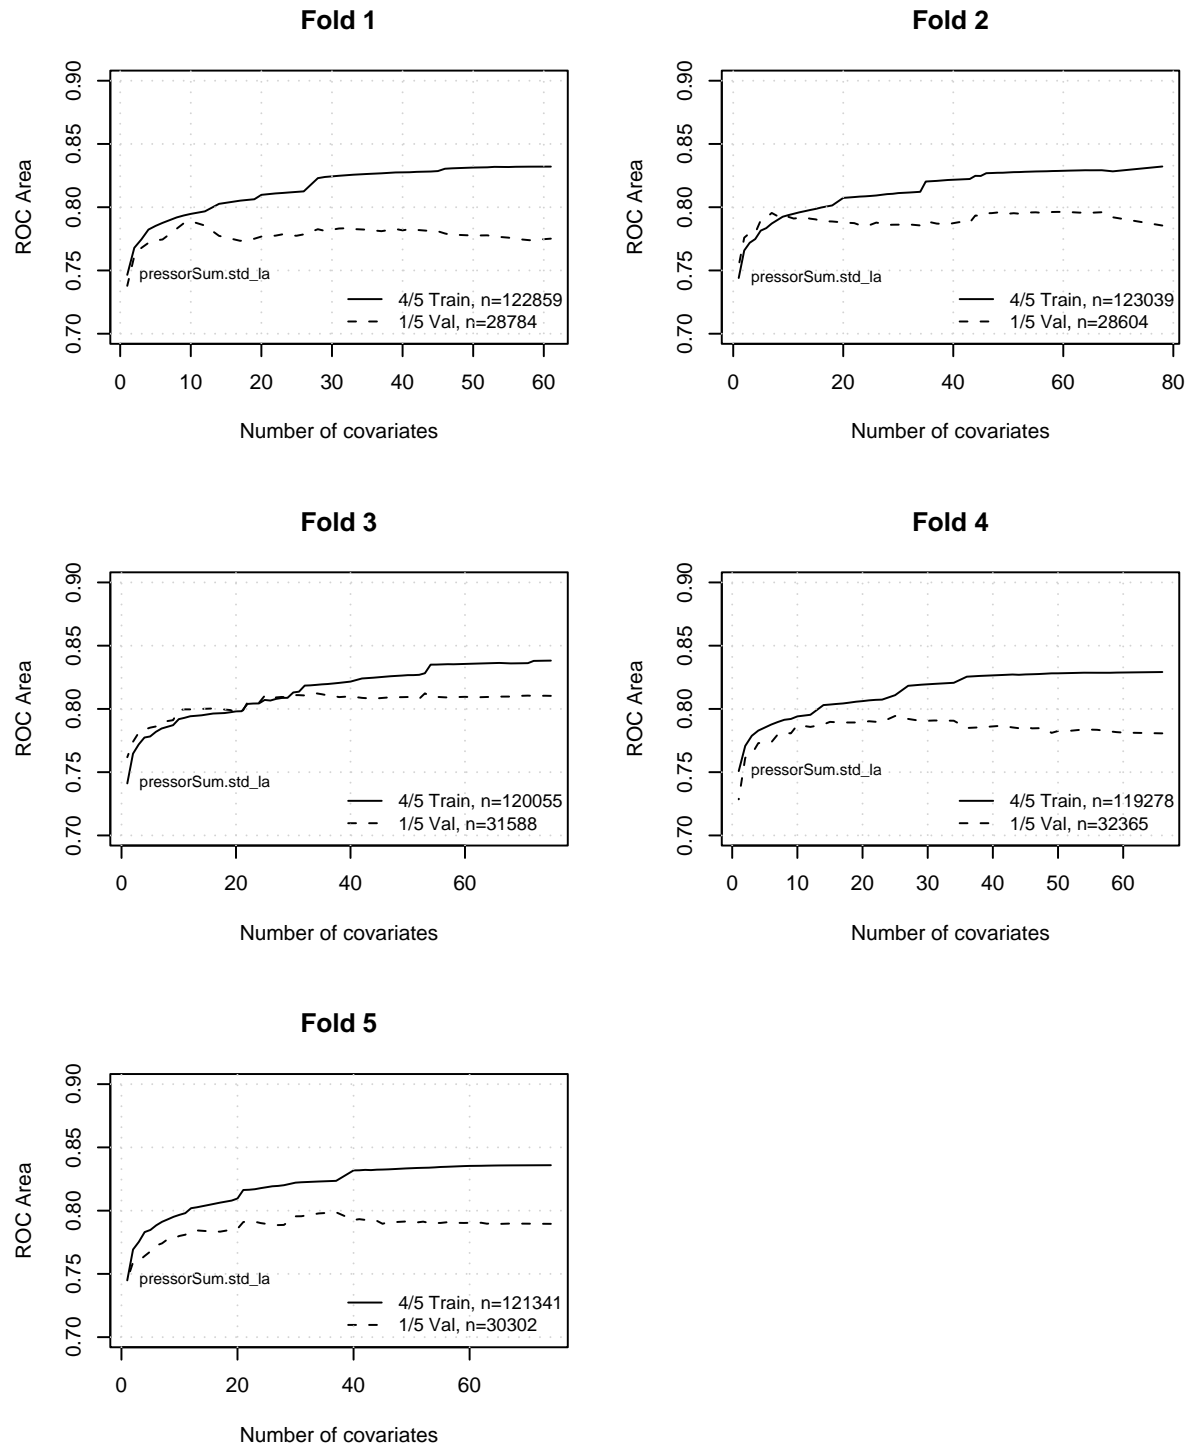 Fold 1
ROC Area
0.90
0.85
0.80
0.75
0.70
pressorSum.std_la
4/5 Train, n=122859
1/5 Val, n=28784
0 10 20 30 40 50 60
Number of covariates
Fold 2
ROC Area
0.90
0.85
0.80
0.75
0.70
pressorSum.std_la
4/5 Train, n=123039
1/5 Val, n=28604
0 20 40 60 80
Number of covariates
Fold 3
ROC Area
0.90
0.85
0.80
0.75
0.70
pressorSum.std_la
4/5 Train, n=120055
1/5 Val, n=31588
0 20 40 60
Number of covariates
Fold 4
ROC Area
0.90
0.85
0.80
0.75
0.70
pressorSum.std_la
4/5 Train, n=119278
1/5 Val, n=32365
0 10 20 30 40 50 60
Number of covariates
Fold 5
ROC Area
0.90
0.85
0.80
0.75
0.70
pressorSum.std_la
4/5 Train, n=121341
1/5 Val, n=30302
0 20 40 60
Number of covariates